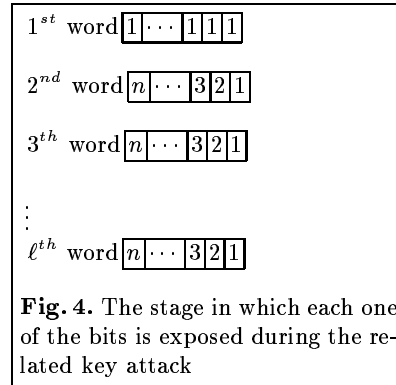 1st word 1 ⋯ 1 1 1
2nd word n ⋯ 3 2 1
3th word n ⋯ 3 2 1
⋮
ℓth word n ⋯ 3 2 1
Fig. 4. The stage in which each one
of the bits is exposed during the re-
lated key attack